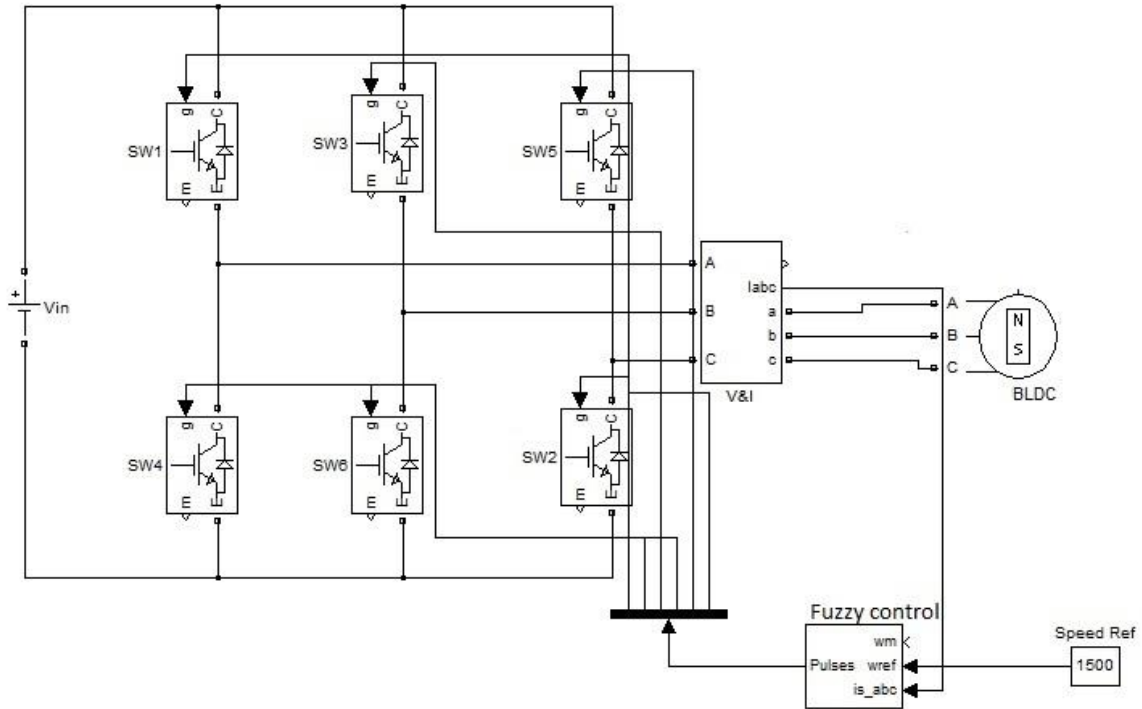 g C
SW1
m E
g C
SW3
m E
g C
SW5
m E
+
Vin
A
B
C
Iabc
a
b
c
V&I
A
B
C
N
S
BLDC
g C
SW4
m E
g C
SW6
m E
g C
SW2
m E
Fuzzy control
wm
Pulses
wref
is_abc
Speed Ref
1500